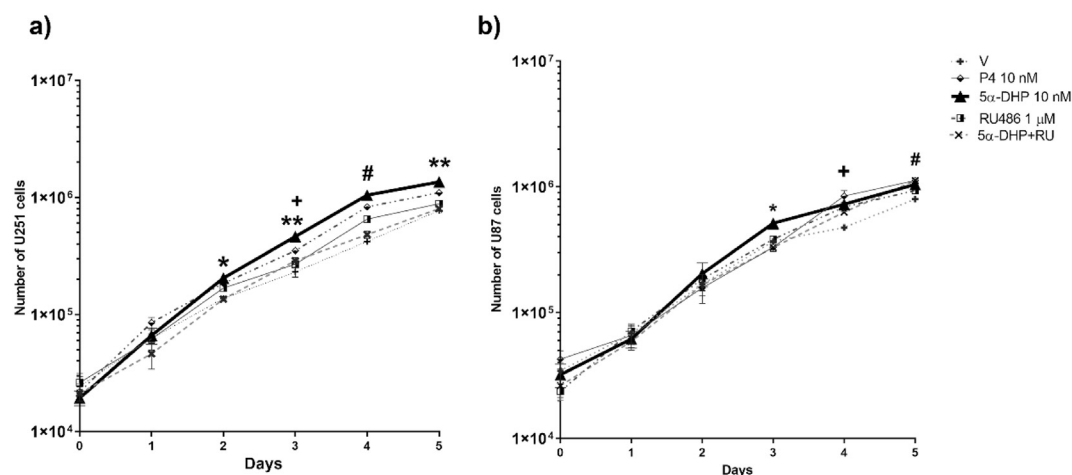 a)
1×10⁷
1×10⁶
1×10⁵
1×10⁴
Number of U251 cells
0 1 2 3 4 5
Days
*
+
**
#
**
b)
1×10⁷
1×10⁶
1×10⁵
1×10⁴
Number of U87 cells
0 1 2 3 4 5
Days
*
+
#
V
P4 10 nM
5α-DHP 10 nM
RU486 1 μM
5α-DHP+RU